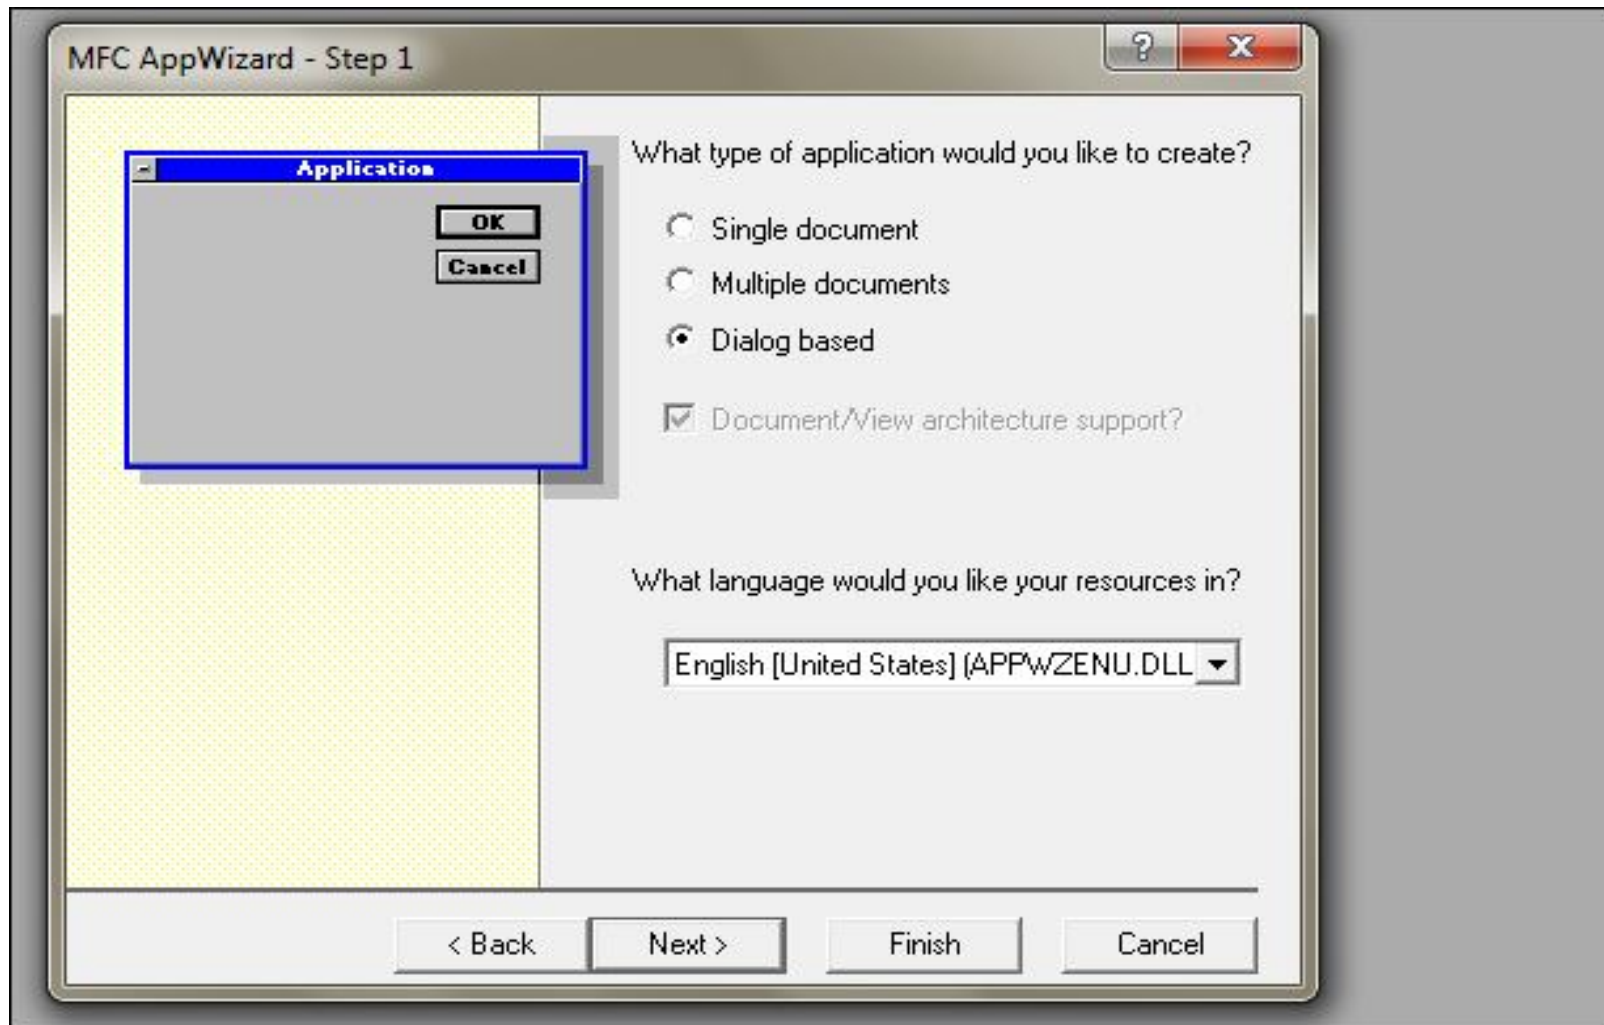 MFC AppWizard - Step 1
Application
OK
Cancel
What type of application would you like to create?
Single document
Multiple documents
Dialog based
Document/View architecture support?
What language would you like your resources in?
English [United States] (APPWZENU.DLL
< Back Next > Finish Cancel